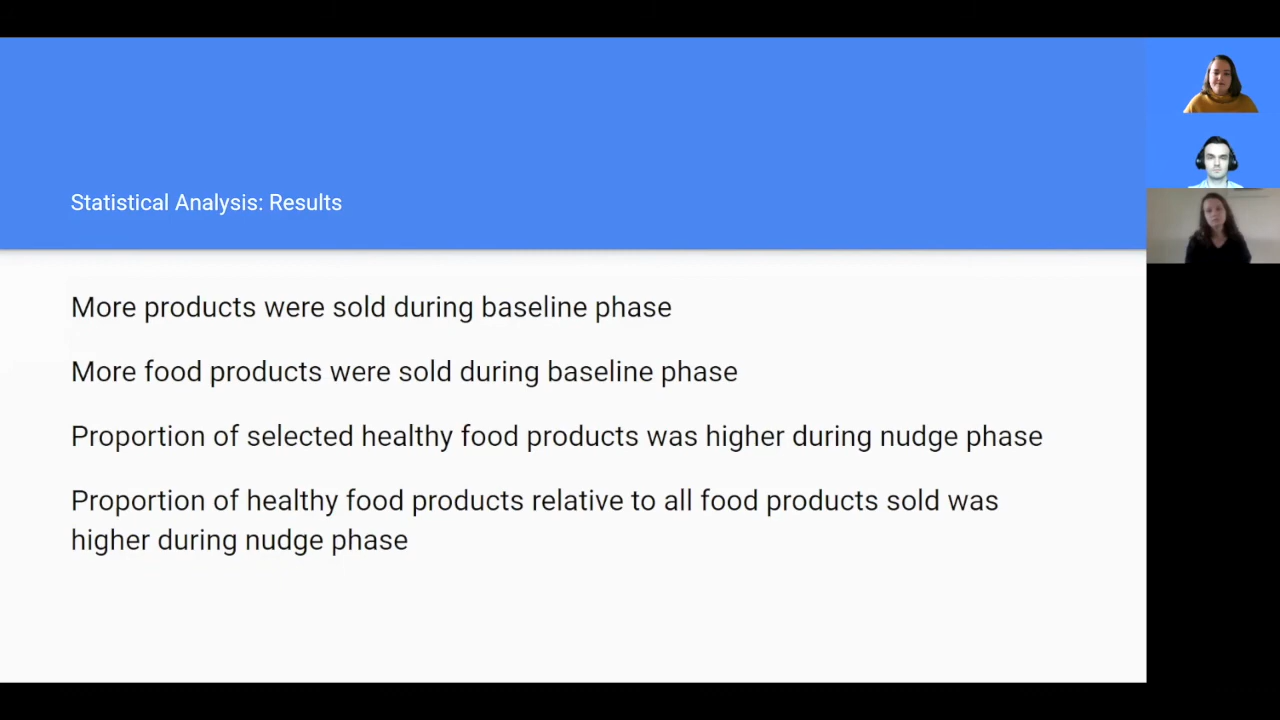 Statistical Analysis: Results
More products were sold during baseline phase
More food products were sold during baseline phase
Proportion of selected healthy food products was higher during nudge phase
Proportion of healthy food products relative to all food products sold was
higher during nudge phase